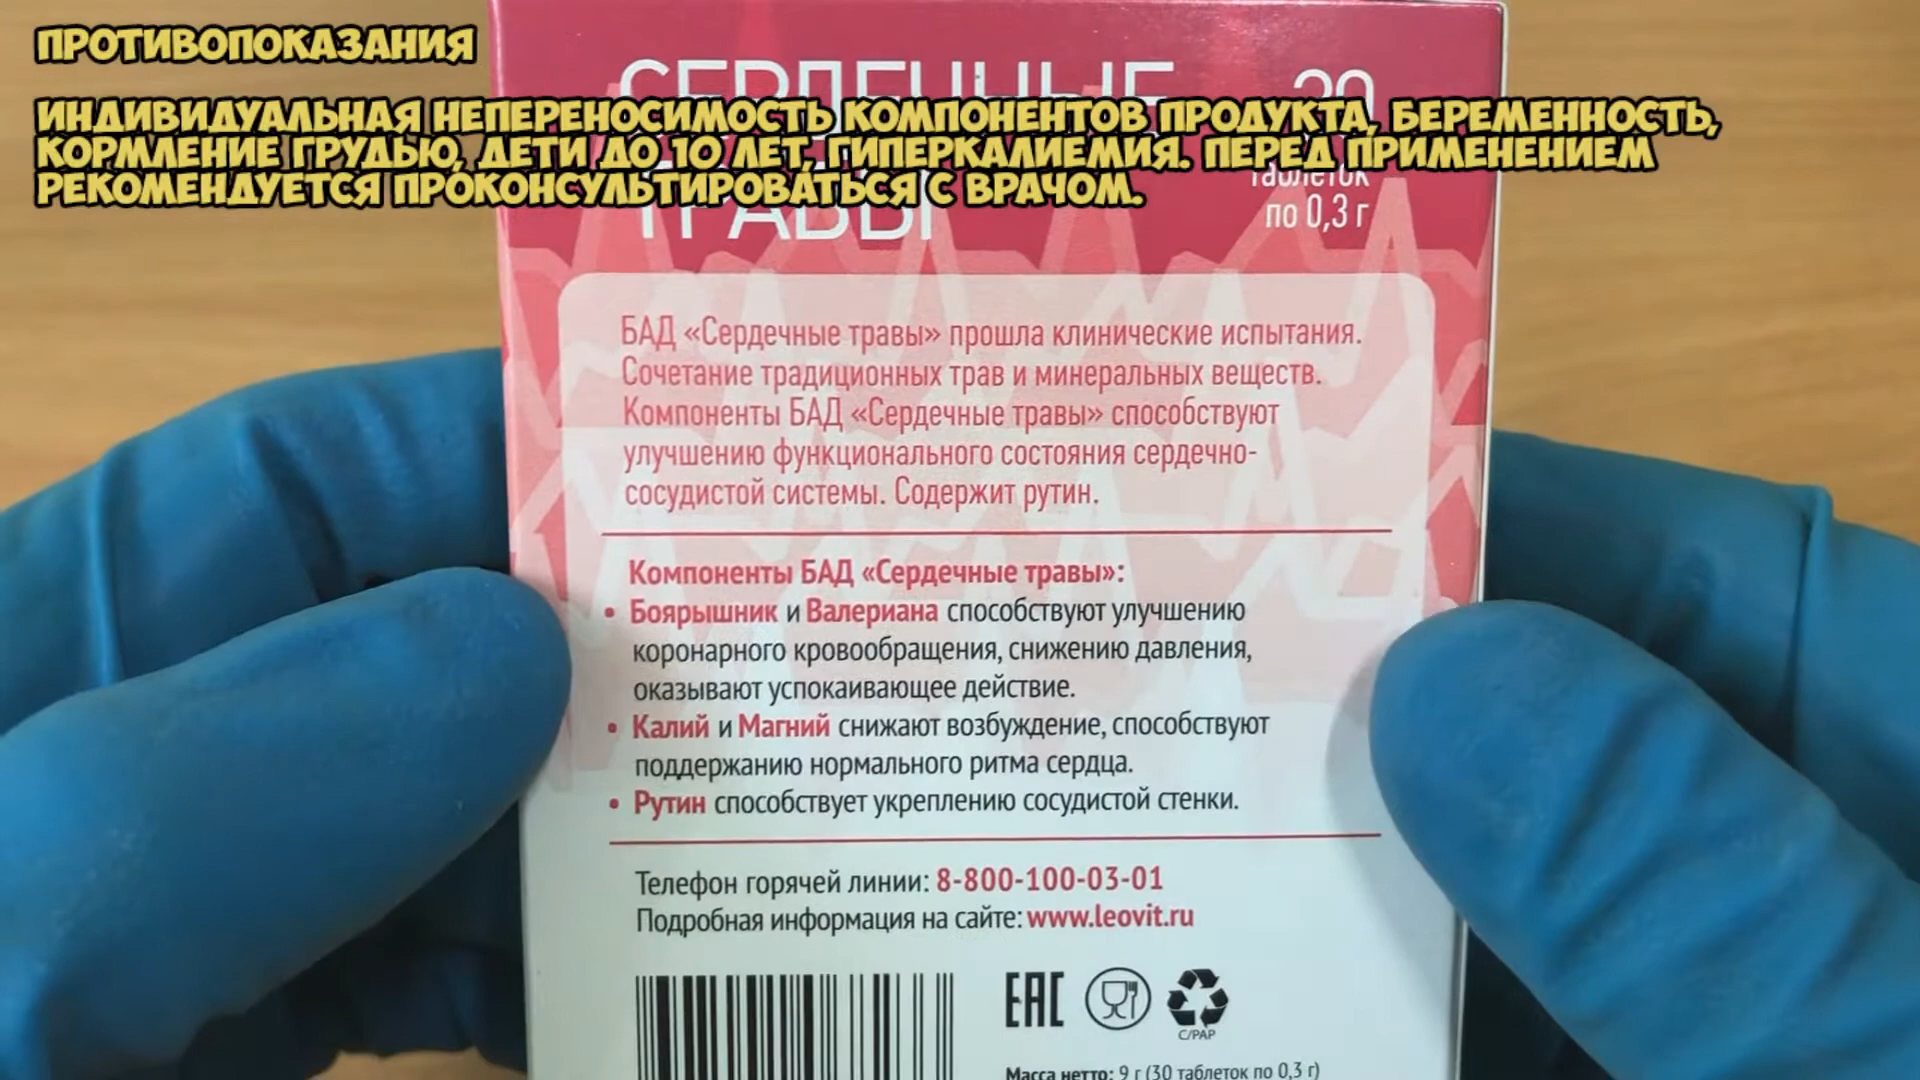 ПРОТИВОПОКАЗАНИЯ
ИНДИВИДУАЛЬНАЯ НЕПЕРЕНОСИМОСТЬ КОМПОНЕНТОВ ПРОДУКТА, БЕРЕМЕННОСТЬ,
КОРМЛЕНИЕ ГРУДЬЮ, ДЕТИ ДО 10 ЛЕТ, ГИПЕРКАЛИЕМИЯ. ПЕРЕД ПРИМЕНЕНИЕМ
РЕКОМЕНДУЕТСЯ ПРОКОНСУЛЬТИРОВАТЬСЯ С ВРАЧОМ.
СЕРДЕЧНЫЕ
ТРАВЫ
30
таблеток
по 0,3 г
БАД «Сердечные травы» прошла клинические испытания.
Сочетание традиционных трав и минеральных веществ.
Компоненты БАД «Сердечные травы» способствуют
улучшению функционального состояния сердечно-
сосудистой системы. Содержит рутин.
Компоненты БАД «Сердечные травы»:
• Боярышник и Валериана способствуют улучшению
коронарного кровообращения, снижению давления,
оказывают успокаивающее действие.
• Калий и Магний снижают возбуждение, способствуют
поддержанию нормального ритма сердца.
• Рутин способствует укреплению сосудистой стенки.
Телефон горячей линии: 8-800-100-03-01
Подробная информация на сайте: www.leovit.ru
EAC
C/PAP
Масса нетто: 9 г (30 таблеток по 0,3 г)